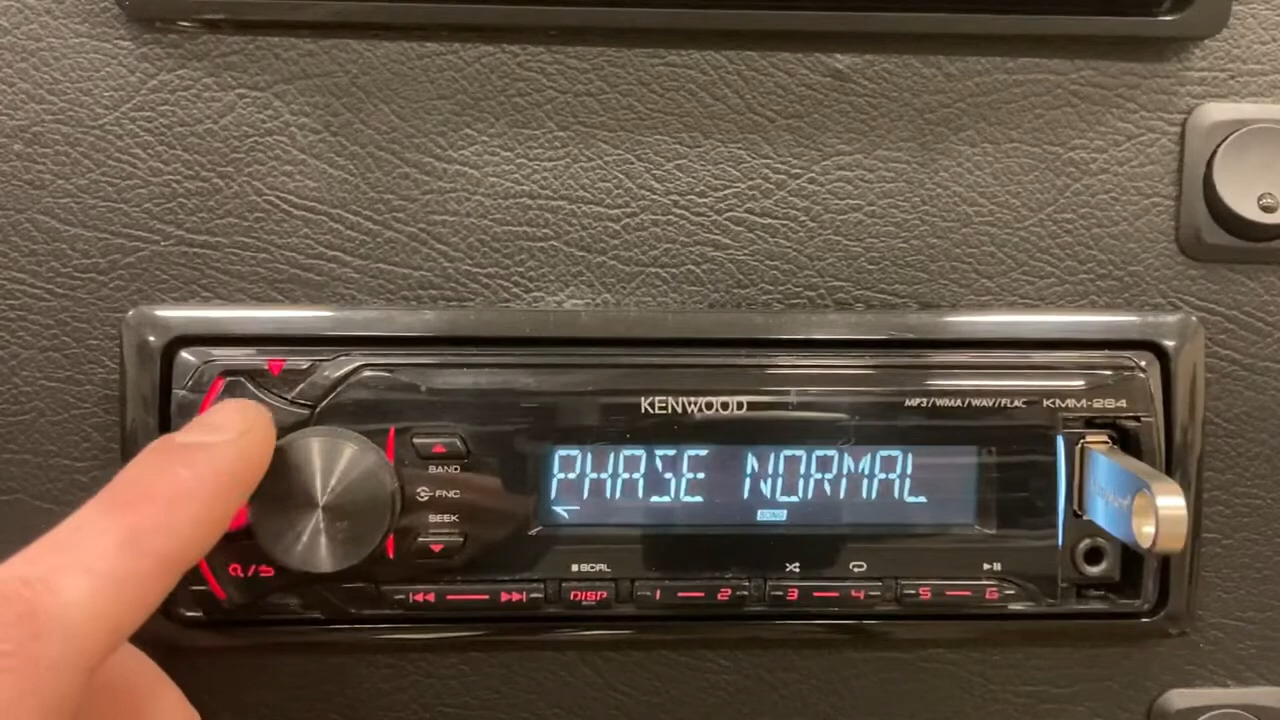 KENWOOD
MP3/WMA/WAV/FLAC KMM-264
BAND
FNC
SEEK
PHASE NORMAL
SONG
SCRL
DISP
1 2
3 4
5 6